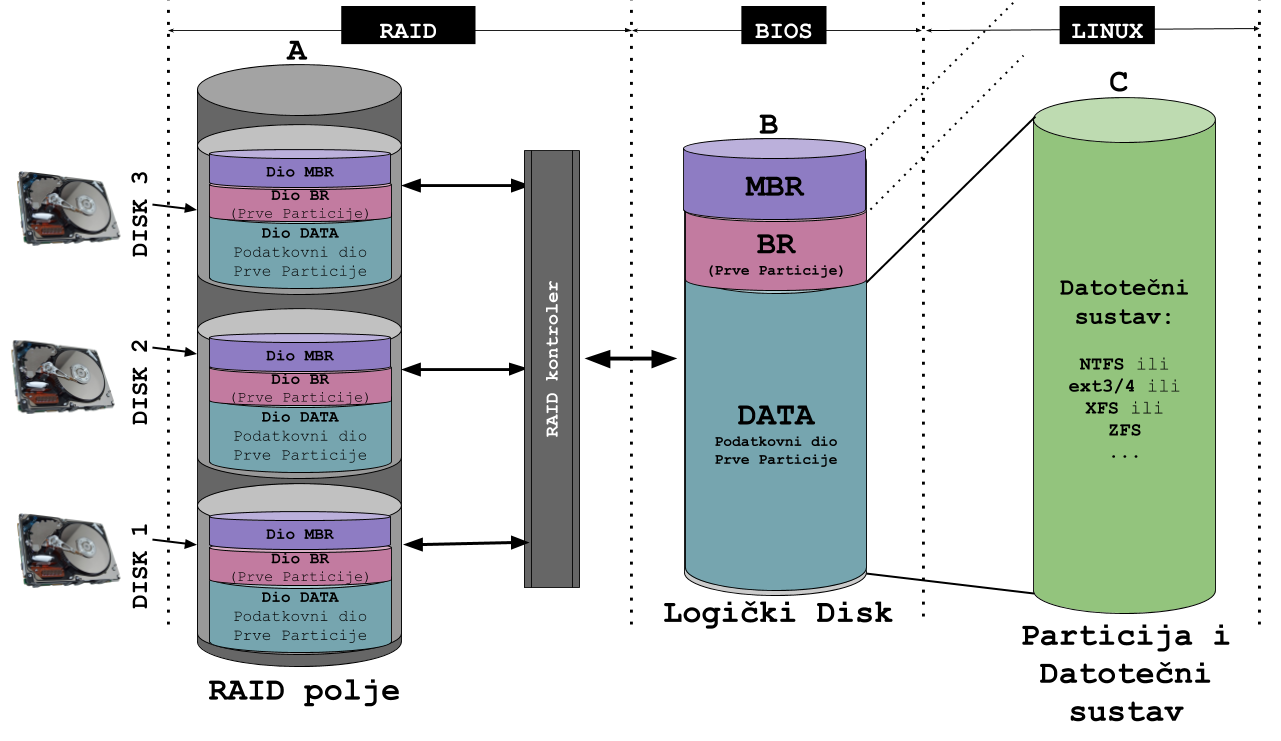 RAID
BIOS
LINUX
A
B
C
DISK 3
Dio MBR
Dio BR
(Prve Particije)
Dio DATA
Podatkovni dio
Prve Particije
DISK 2
Dio MBR
Dio BR
(Prve Particije)
Dio DATA
Podatkovni dio
Prve Particije
DISK 1
Dio MBR
Dio BR
(Prve Particije)
Dio DATA
Podatkovni dio
Prve Particije
RAID polje
RAID kontroler
MBR
BR
(Prve Particije)
DATA
Podatkovni dio
Prve Particije
Logički Disk
Datotečni
sustav:
NTFS ili
ext3/4 ili
XFS ili
ZFS
...
Particija i
Datotečni
sustav